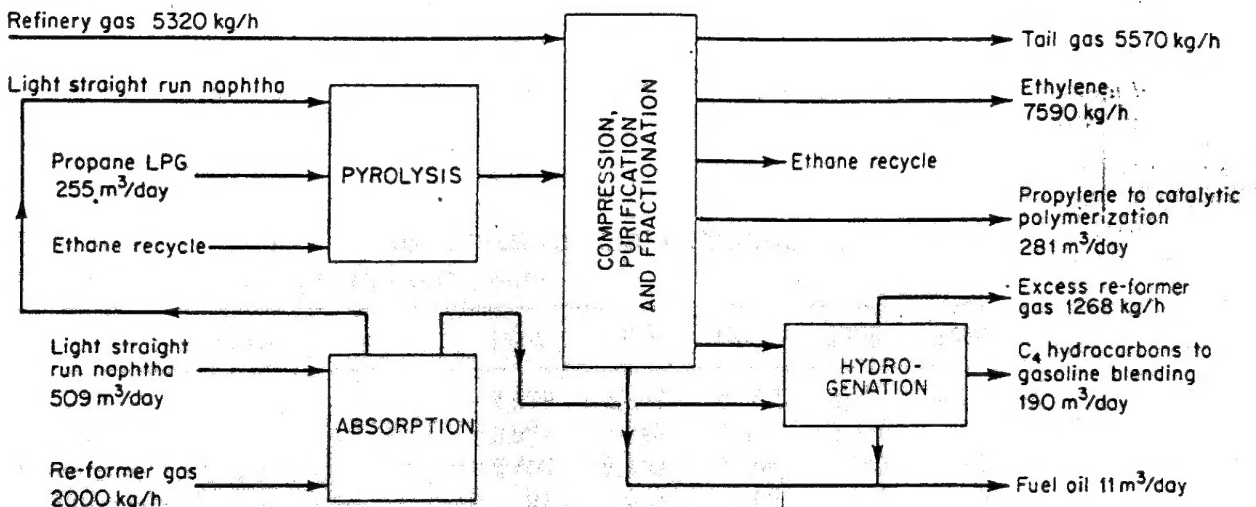 Refinery gas 5320 kg/h
Light straight run naphtha
Propane LPG
255 m³/day
Ethane recycle
Light straight
run naphtha
509 m³/day
Re-former gas
2000 kg/h
PYROLYSIS
ABSORPTION
COMPRESSION,
PURIFICATION
AND FRACTIONATION
HYDRO-
GENATION
Tail gas 5570 kg/h
Ethylene
7590 kg/h
Ethane recycle
Propylene to catalytic
polymerization
281 m³/day
Excess re-former
gas 1268 kg/h
C₄ hydrocarbons to
gasoline blending
190 m³/day
Fuel oil 11 m³/day